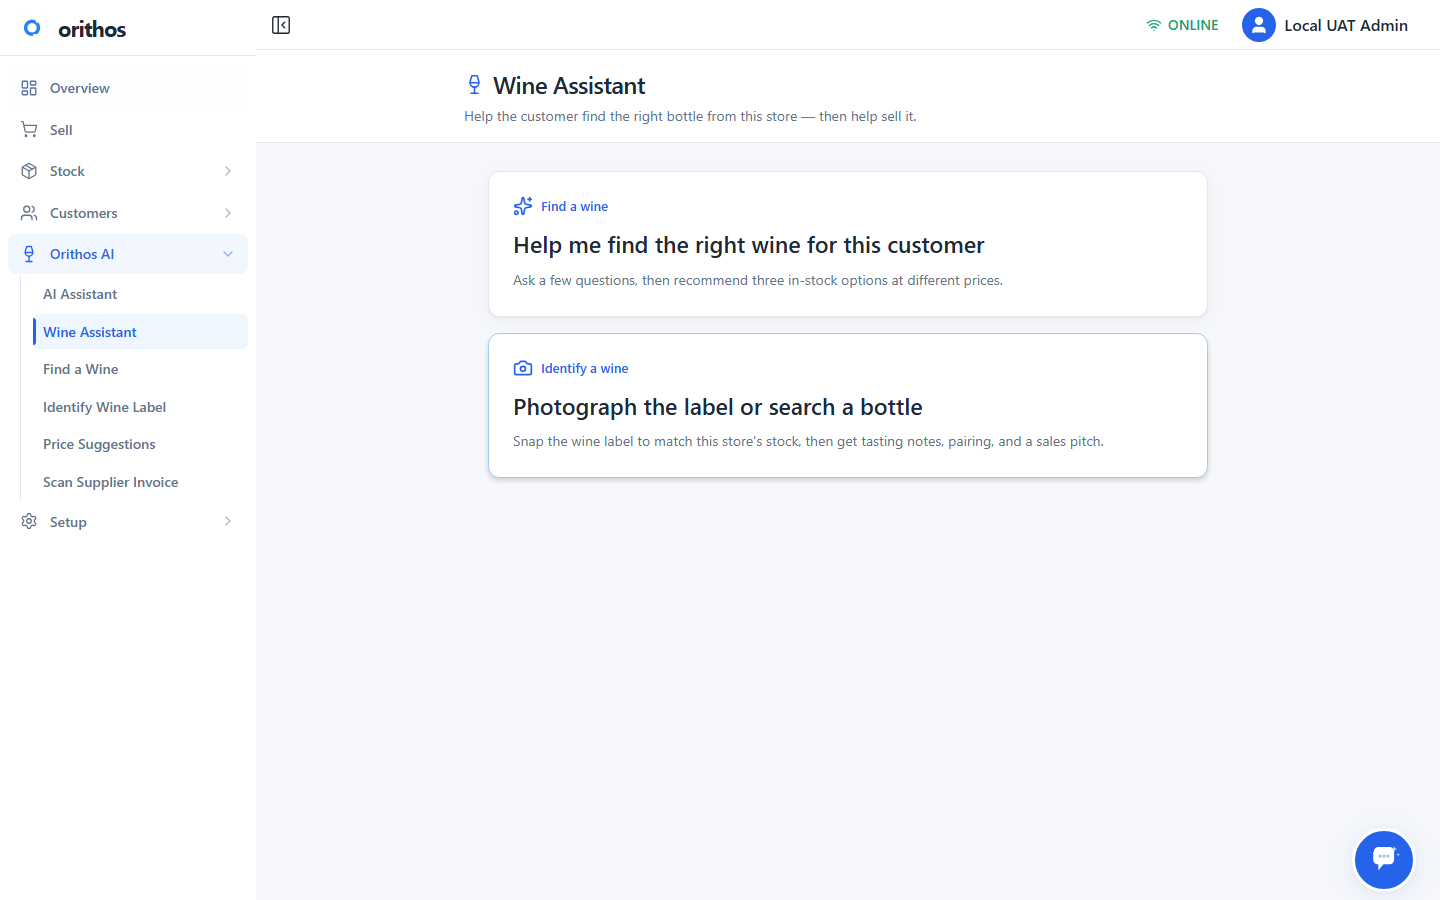 orithos
ONLINE
Local UAT Admin
Overview
Sell
Stock
Customers
Orithos AI
AI Assistant
Wine Assistant
Find a Wine
Identify Wine Label
Price Suggestions
Scan Supplier Invoice
Setup
Wine Assistant
Help the customer find the right bottle from this store — then help sell it.
Find a wine
Help me find the right wine for this customer
Ask a few questions, then recommend three in-stock options at different prices.
Identify a wine
Photograph the label or search a bottle
Snap the wine label to match this store's stock, then get tasting notes, pairing, and a sales pitch.